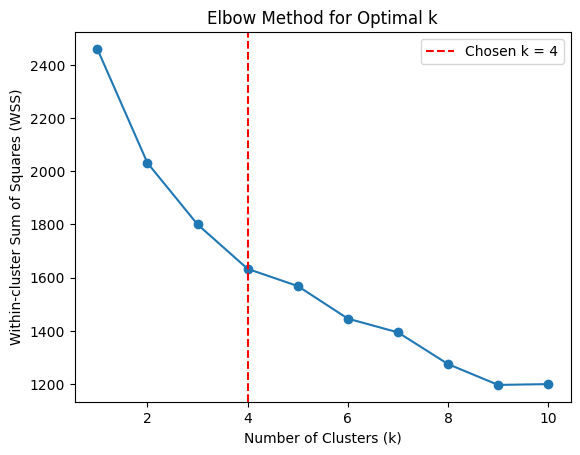 Elbow Method for Optimal k
Chosen k = 4
Within-cluster Sum of Squares (WSS)
2400
2200
2000
1800
1600
1400
1200
2 4 6 8 10
Number of Clusters (k)